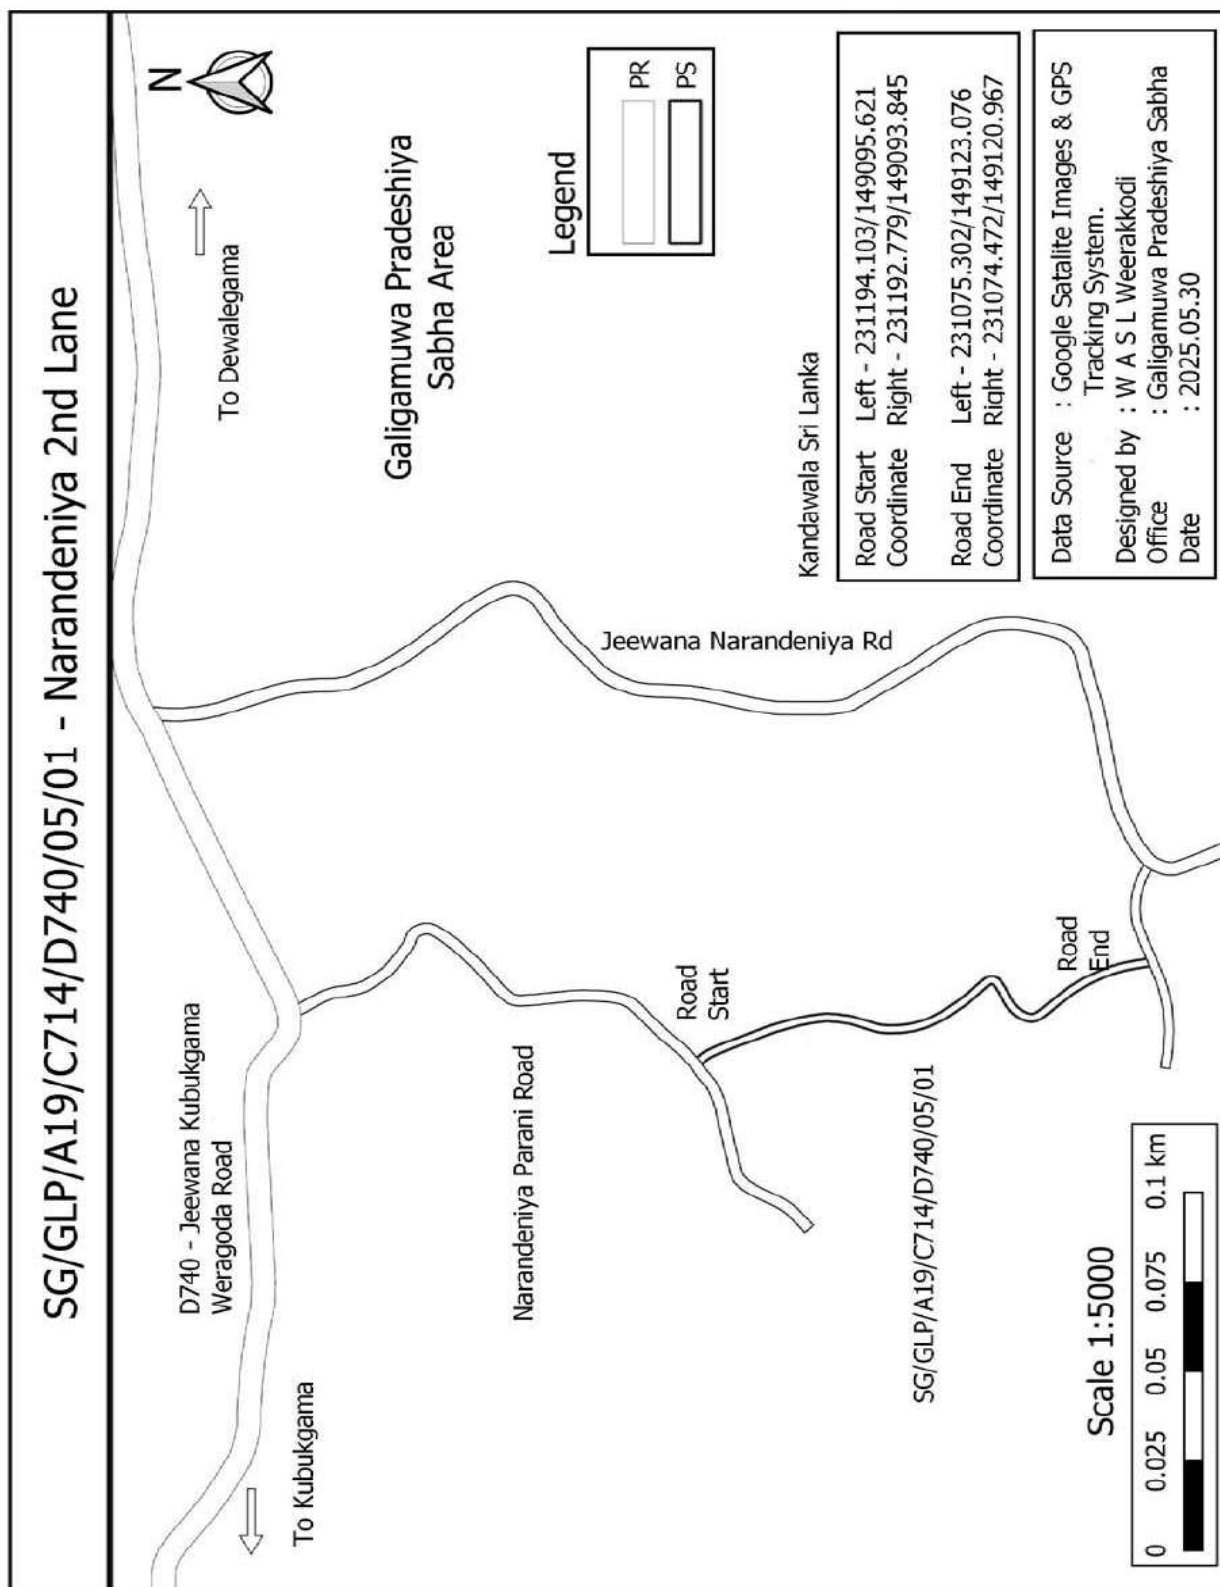 SG/GLP/A19/C714/D740/05/01 - Narandeniya 2nd Lane
N
To Dewalegama
D740 - Jeewana Kubukgama
Weragoda Road
To Kubukgama
Galigamuwa Pradeshiya
Sabha Area
Legend
PR
PS
Narandeniya Parani Road
Jeewana Narandeniya Rd
Road
Start
Kandawala Sri Lanka
Road Start Left - 231194.103/149095.621
Coordinate Right - 231192.779/149093.845
Road End Left - 231075.302/149123.076
Coordinate Right - 231074.472/149120.967
SG/GLP/A19/C714/D740/05/01
Road
End
Data Source : Google Satalite Images & GPS
Tracking System.
Designed by : W A S L Weerakkodi
Office : Galigamuwa Pradeshiya Sabha
Date : 2025.05.30
Scale 1:5000
0 0.025 0.05 0.075 0.1 km